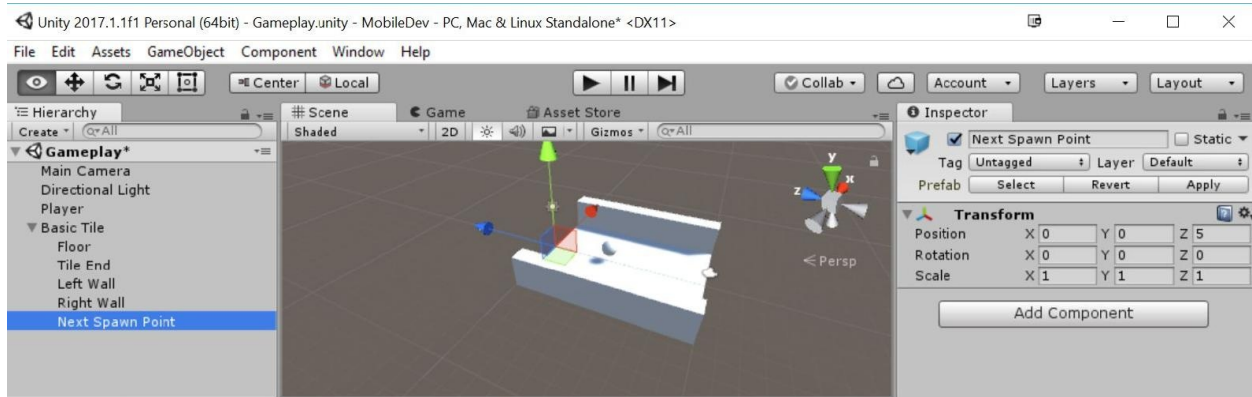 Unity 2017.1.1f1 Personal (64bit) - Gameplay.unity - MobileDev - PC, Mac & Linux Standalone* <DX11>
File Edit Assets GameObject Component Window Help
Center Local Collab Account Layers Layout
Hierarchy
Create All
Gameplay*
Main Camera
Directional Light
Player
Basic Tile
Floor
Tile End
Left Wall
Right Wall
Next Spawn Point
Scene Game Asset Store
Shaded 2D Gizmos All
y
x
z
Persp
Inspector
Next Spawn Point Static
Tag Untagged Layer Default
Prefab Select Revert Apply
Transform
Position X 0 Y 0 Z 5
Rotation X 0 Y 0 Z 0
Scale X 1 Y 1 Z 1
Add Component